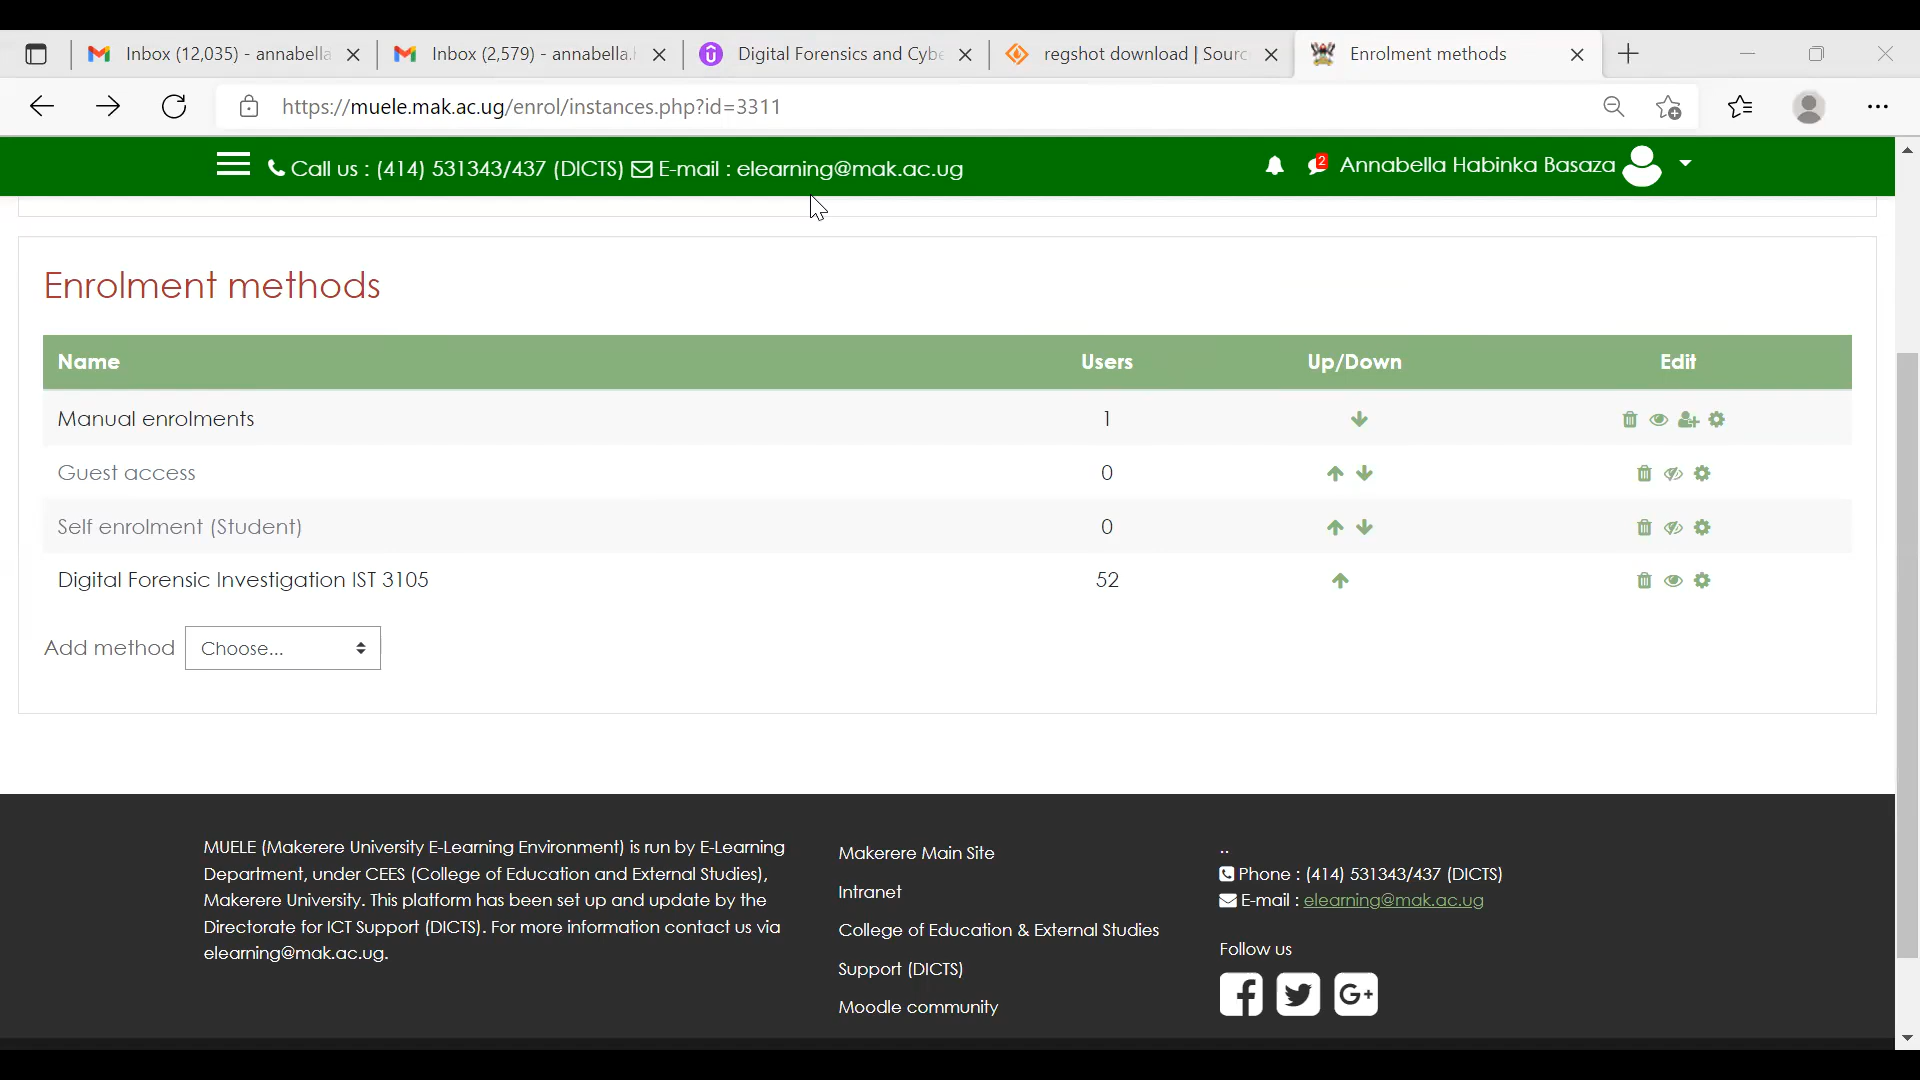 Inbox (12,035) - annabella
Inbox (2,579) - annabella.
Digital Forensics and Cybe
regshot download | Sourc
Enrolment methods
https://muele.mak.ac.ug/enrol/instances.php?id=3311
Call us : (414) 531343/437 (DICTS) E-mail : elearning@mak.ac.ug
2
Annabella Habinka Basaza
Enrolment methods
Name Users Up/Down Edit
Manual enrolments 1
Guest access 0
Self enrolment (Student) 0
Digital Forensic Investigation IST 3105 52
Add method Choose...
MUELE (Makerere University E-Learning Environment) is run by E-Learning
Department, under CEES (College of Education and External Studies),
Makerere University. This platform has been set up and update by the
Directorate for ICT Support (DICTS). For more information contact us via
elearning@mak.ac.ug.
Makerere Main Site
Intranet
College of Education & External Studies
Support (DICTS)
Moodle community
..
Phone : (414) 531343/437 (DICTS)
E-mail : elearning@mak.ac.ug
Follow us
G+